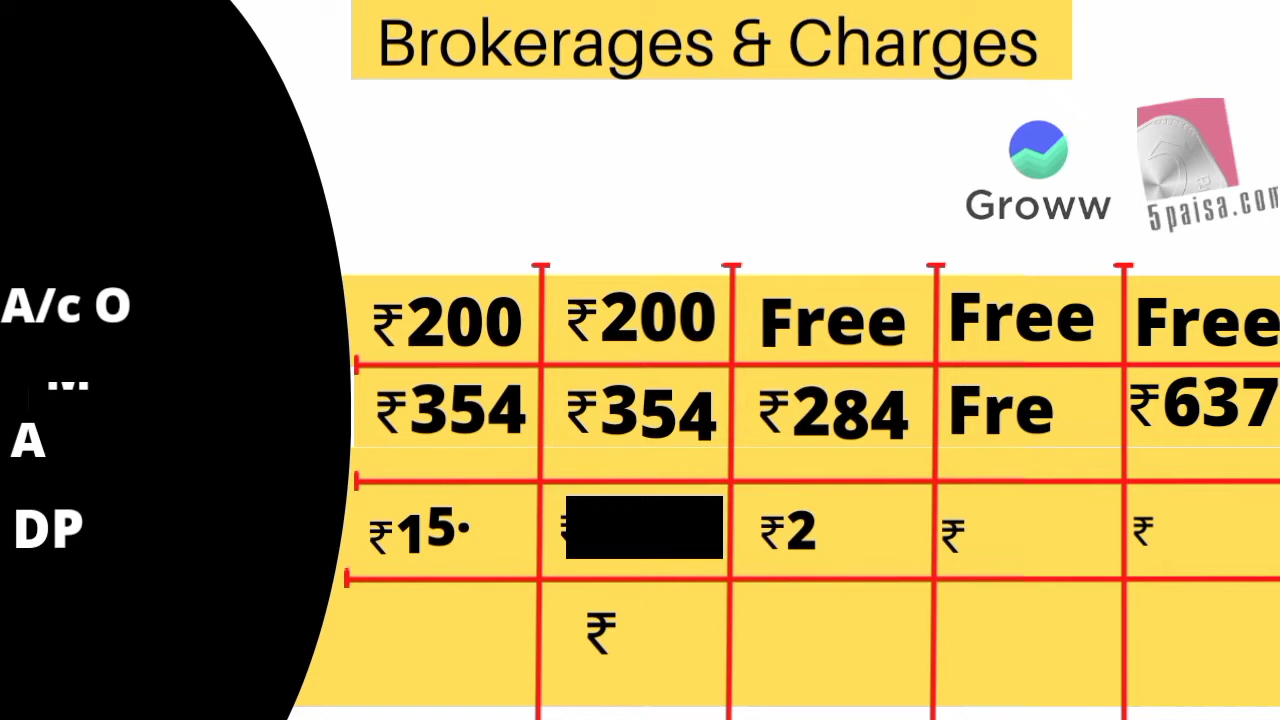 Brokerages & Charges
Groww
5paisa.com
A/c O ₹200 ₹200 Free Free Free
₹354 ₹354 ₹284 Fre ₹637
A
DP ₹15. ₹2 ₹ ₹
₹